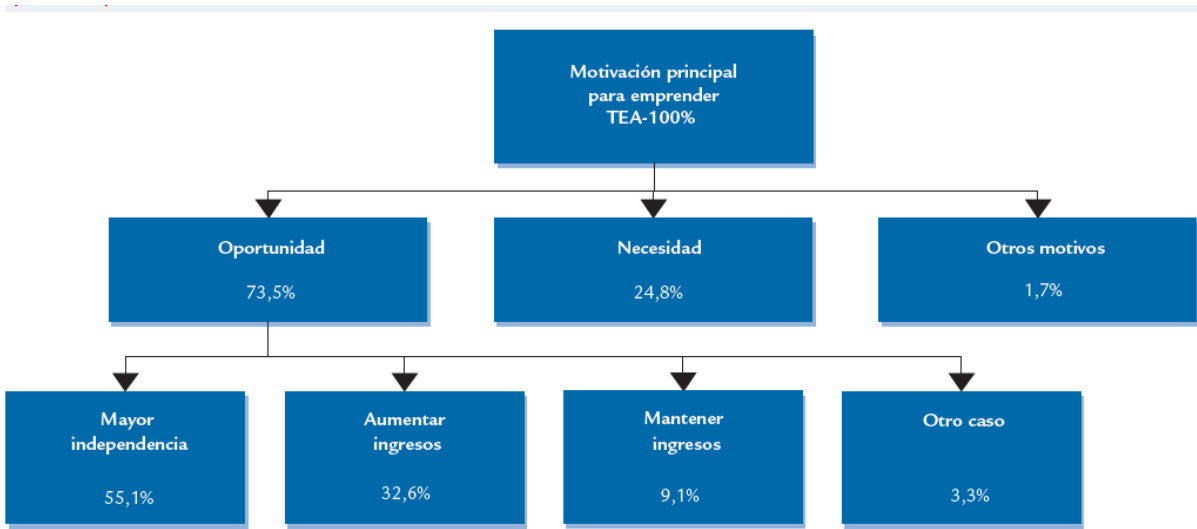 Motivación principal
para emprender
TEA-100%
Oportunidad
73,5%
Necesidad
24,8%
Otros motivos
1,7%
Mayor
independencia
55,1%
Aumentar
ingresos
32,6%
Mantener
ingresos
9,1%
Otro caso
3,3%